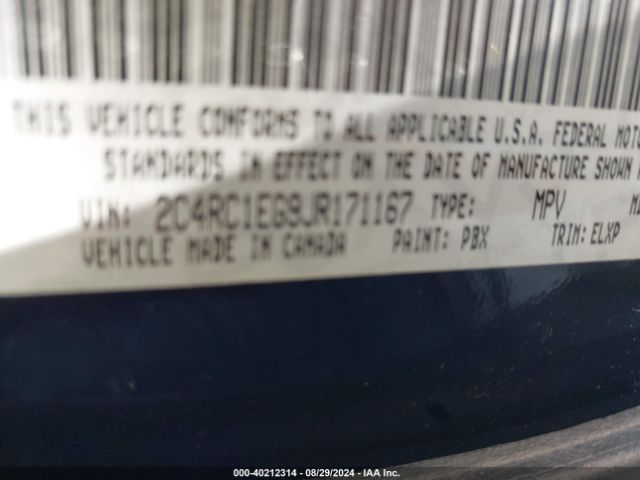 THIS VEHICLE CONFORMS TO ALL APPLICABLE U.S.A. FEDERAL MOTO
STANDARDS IN EFFECT ON THE DATE OF MANUFACTURE SHOWN
VIN: 2C4RC1EG9JR171167 TYPE: MPV
VEHICLE MADE IN CANADA PAINT: PBX TRIM: ELXP
000-40212314 - 08/29/2024 - IAA Inc.